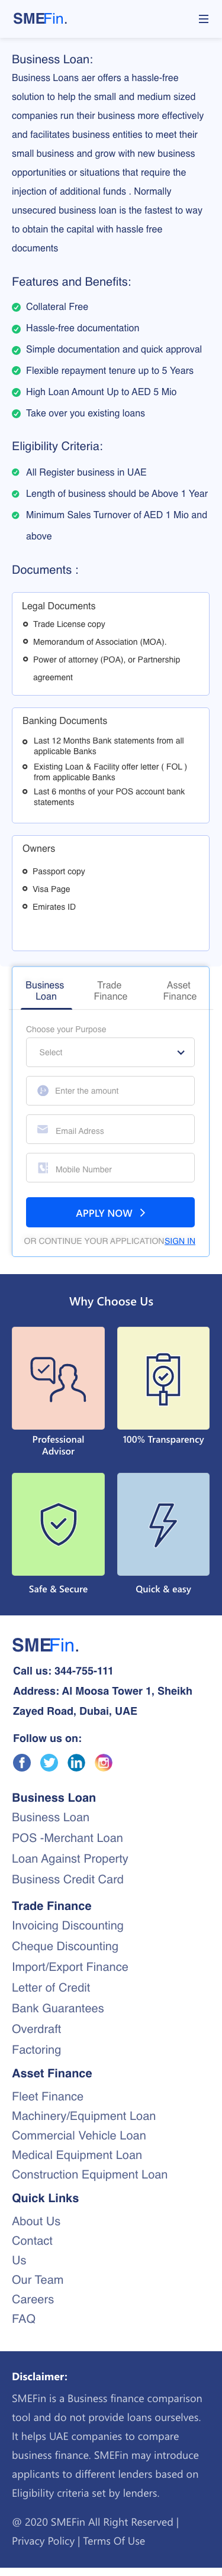 SMEFin.
Business Loan:
Business Loans aer offers a hassle-free
solution to help the small and medium sized
companies run their business more effectively
and facilitates business entities to meet their
small business and grow with new business
opportunities or situations that require the
injection of additional funds . Normally
unsecured business loan is the fastest to way
to obtain the capital with hassle free
documents
Features and Benefits:
Collateral Free
Hassle-free documentation
Simple documentation and quick approval
Flexible repayment tenure up to 5 Years
High Loan Amount Up to AED 5 Mio
Take over you existing loans
Eligibility Criteria:
All Register business in UAE
Length of business should be Above 1 Year
Minimum Sales Turnover of AED 1 Mio and
above
Documents :
Legal Documents
Trade License copy
Memorandum of Association (MOA).
Power of attorney (POA), or Partnership
agreement
Banking Documents
Last 12 Months Bank statements from all
applicable Banks
Existing Loan & Facility offer letter ( FOL )
from applicable Banks
Last 6 months of your POS account bank
statements
Owners
Passport copy
Visa Page
Emirates ID
Business Loan
Trade Finance
Asset Finance
Choose your Purpose
Select
Enter the amount
Email Adress
Mobile Number
APPLY NOW
OR CONTINUE YOUR APPLICATION SIGN IN
Why Choose Us
Professional Advisor
100% Transparency
Safe & Secure
Quick & easy
SMEFin.
Call us: 344-755-111
Address: Al Moosa Tower 1, Sheikh
Zayed Road, Dubai, UAE
Follow us on:
Business Loan
Business Loan
POS -Merchant Loan
Loan Against Property
Business Credit Card
Trade Finance
Invoicing Discounting
Cheque Discounting
Import/Export Finance
Letter of Credit
Bank Guarantees
Overdraft
Factoring
Asset Finance
Fleet Finance
Machinery/Equipment Loan
Commercial Vehicle Loan
Medical Equipment Loan
Construction Equipment Loan
Quick Links
About Us
Contact
Us
Our Team
Careers
FAQ
Disclaimer:
SMEFin is a Business finance comparison
tool and do not provide loans ourselves.
It helps UAE companies to compare
business finance. SMEFin may introduce
applicants to different lenders based on
Eligibility criteria set by lenders.
@ 2020 SMEFin All Right Reserved |
Privacy Policy | Terms Of Use